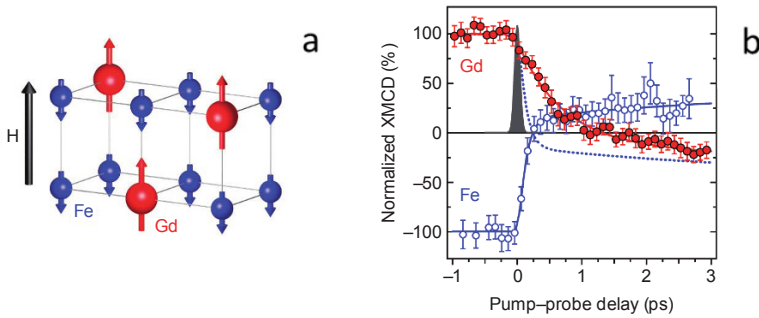 a
H
Fe
Gd
b
Normalized XMCD (%)
100
50
0
−50
−100
Gd
Fe
−1
0
1
2
3
Pump–probe delay (ps)